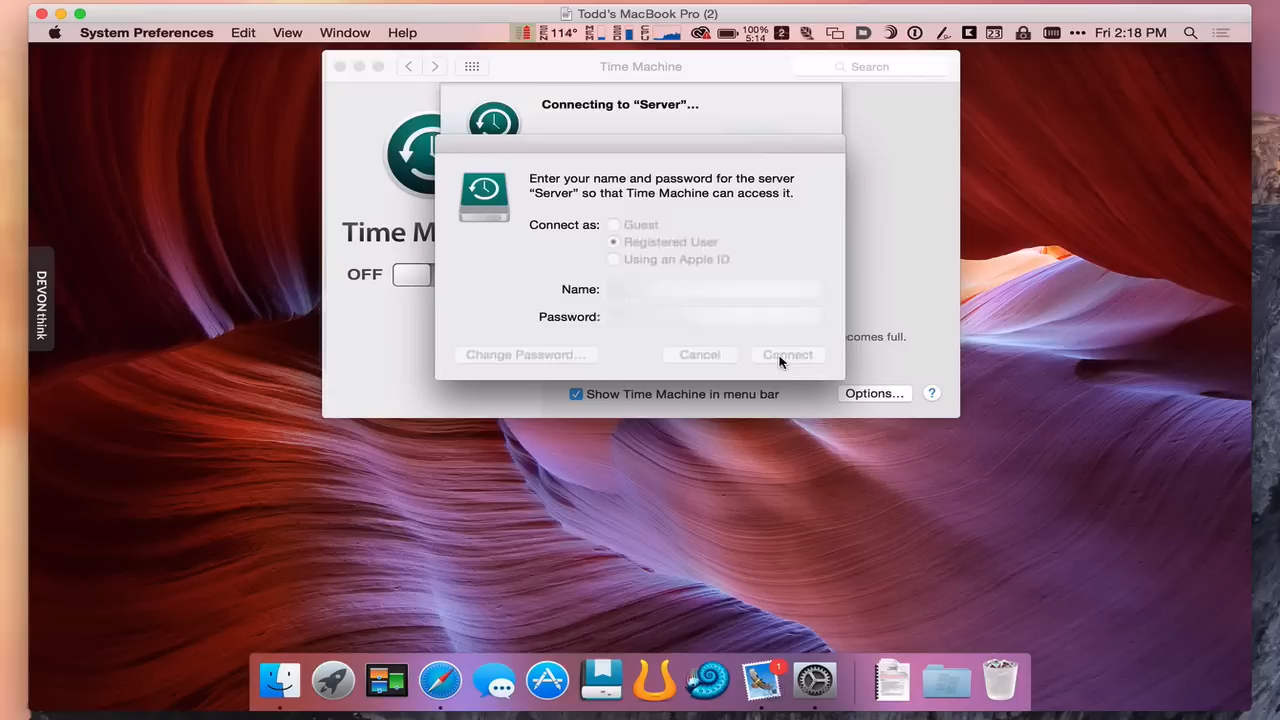 Todd's MacBook Pro (2)
System Preferences Edit View Window Help 114° 100% 5:14 2 23 Fri 2:18 PM
Time Machine
Search
Connecting to “Server”...
Enter your name and password for the server
“Server” so that Time Machine can access it.
Connect as: Guest
Registered User
Using an Apple ID
Time M
OFF
Name:
Password:
comes full.
Change Password... Cancel Connect
Show Time Machine in menu bar
Options... ?
DEVONthink
1